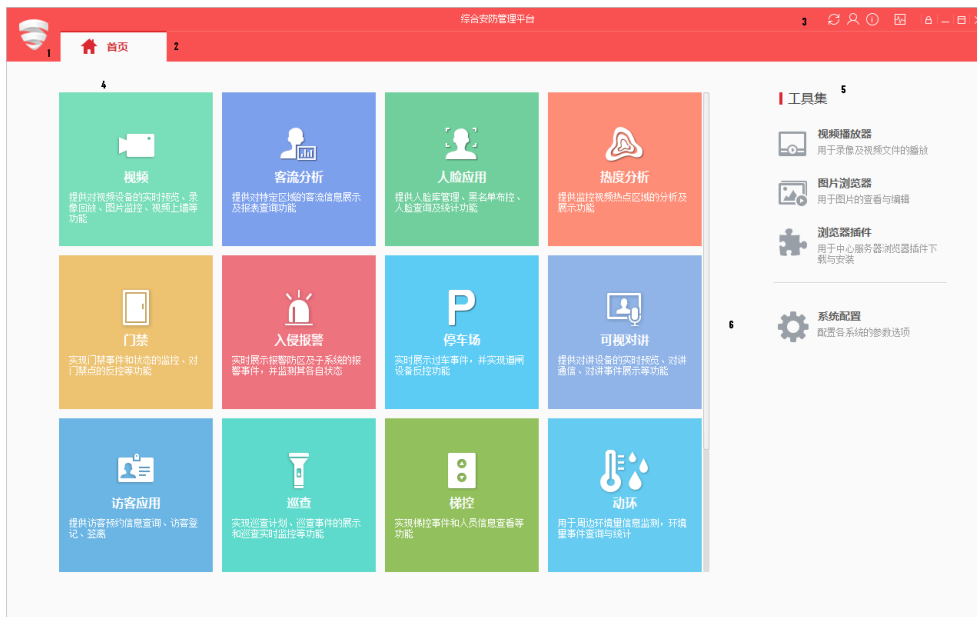 综合安防管理平台
3
1
首页
2
4
视频
提供对视频设备的实时预览、录
像回放、图片监控、视频上墙等
功能
客流分析
提供对特定区域的客流信息展示
及报表查询功能
人脸应用
提供人脸库管理、黑名单布控、
人脸查询及统计功能
热度分析
提供监控视频热点区域的分析及
展示功能
门禁
实现门禁事件和状态的监控、对
门禁点的反控等功能
入侵报警
实时展示报警防区及子系统的报
警事件，并监测其各自状态
P
停车场
实时展示过车事件，并实现道闸
设备反控功能
可视对讲
提供对讲设备的实时预览、对讲
通信、对讲事件展示等功能
访客应用
提供访客预约信息查询、访客登
记、签离
巡查
实现巡查计划、巡查事件的展示
和巡查实时监控等功能
梯控
实现梯控事件和人员信息查看等
功能
动环
用于周边环境量信息监测，环境
量事件查询与统计
工具集
5
视频播放器
用于录像及视频文件的播放
图片浏览器
用于图片的查看与编辑
浏览器插件
用于中心服务器浏览器插件下
载与安装
6
系统配置
配置各系统的参数选项